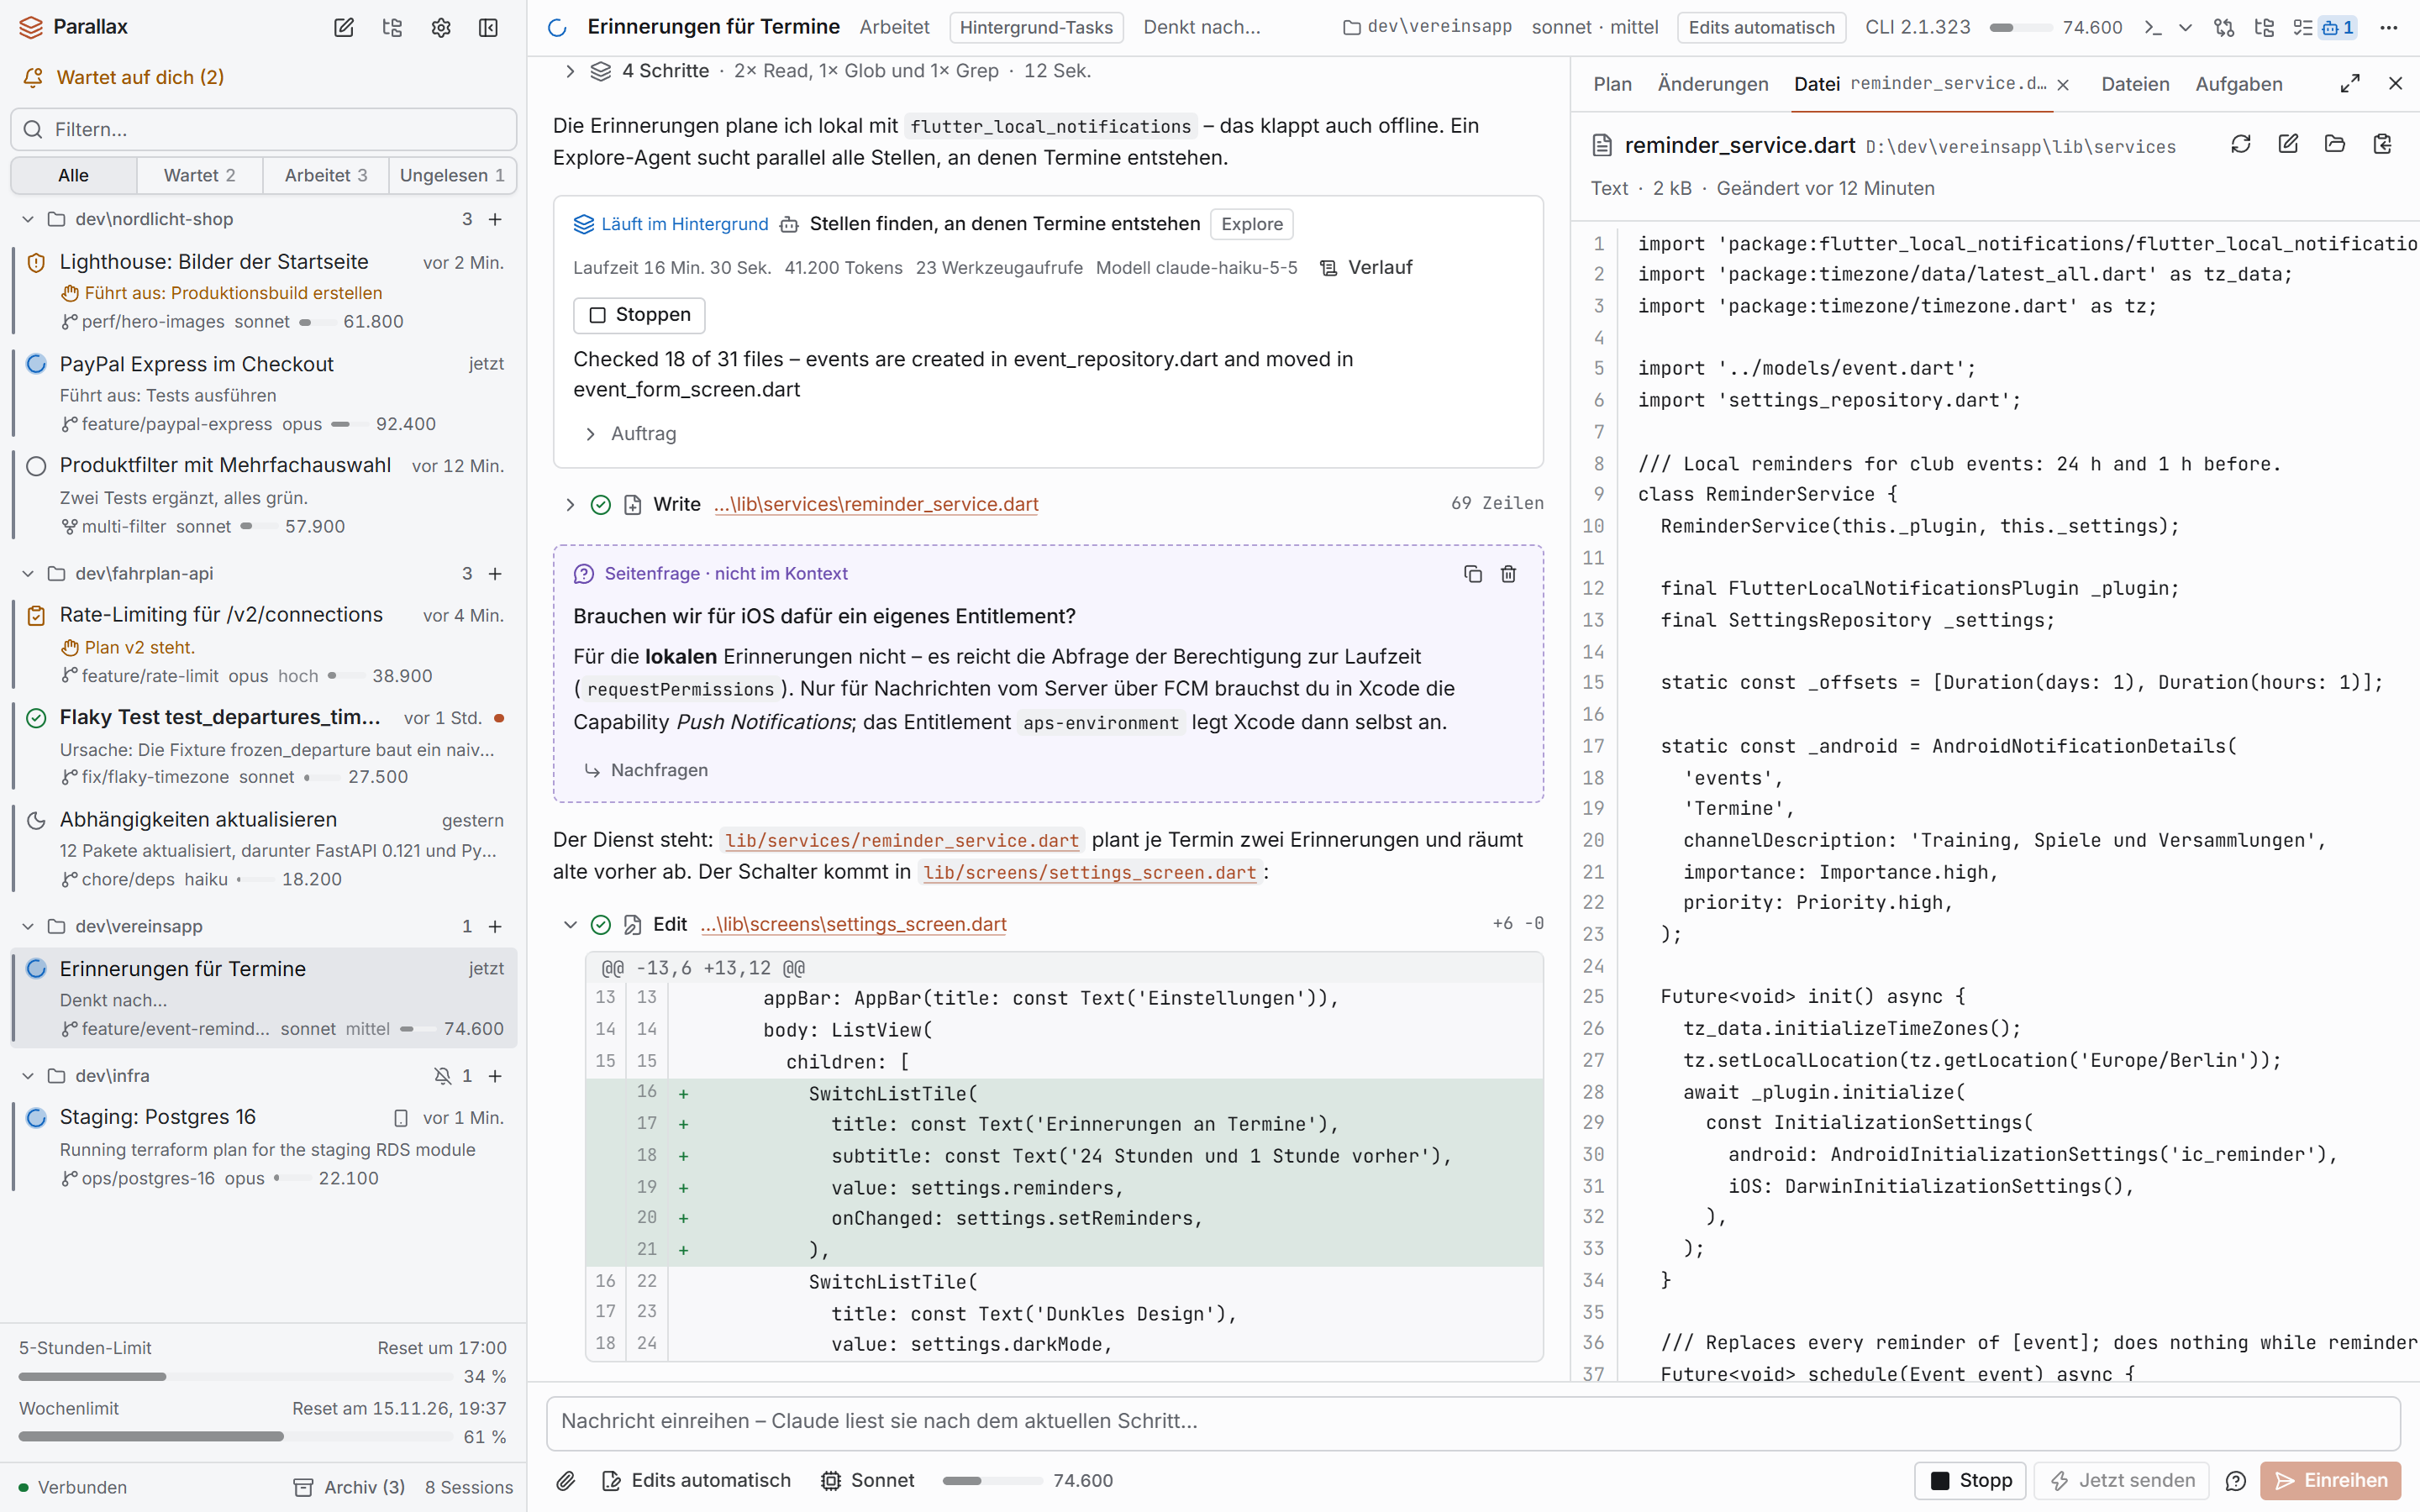 Parallax
Wartet auf dich (2)
Filtern...
Alle
Wartet 2
Arbeitet 3
Ungelesen 1
dev\nordlicht-shop 3
Lighthouse: Bilder der Startseite vor 2 Min.
Führt aus: Produktionsbuild erstellen
perf/hero-images sonnet 61.800
PayPal Express im Checkout jetzt
Führt aus: Tests ausführen
feature/paypal-express opus 92.400
Produktfilter mit Mehrfachauswahl vor 12 Min.
Zwei Tests ergänzt, alles grün.
multi-filter sonnet 57.900
dev\fahrplan-api 3
Rate-Limiting für /v2/connections vor 4 Min.
Plan v2 steht.
feature/rate-limit opus hoch 38.900
Flaky Test test_departures_tim... vor 1 Std.
Ursache: Die Fixture frozen_departure baut ein naiv...
fix/flaky-timezone sonnet 27.500
Abhängigkeiten aktualisieren gestern
12 Pakete aktualisiert, darunter FastAPI 0.121 und Py...
chore/deps haiku 18.200
dev\vereinsapp 1
Erinnerungen für Termine jetzt
Denkt nach...
feature/event-remind... sonnet mittel 74.600
dev\infra 1
Staging: Postgres 16 vor 1 Min.
Running terraform plan for the staging RDS module
ops/postgres-16 opus 22.100
5-Stunden-Limit Reset um 17:00
34 %
Wochenlimit Reset am 15.11.26, 19:37
61 %
Verbunden Archiv (3) 8 Sessions
Erinnerungen für Termine Arbeitet Hintergrund-Tasks Denkt nach... dev\vereinsapp sonnet · mittel Edits automatisch CLI 2.1.323 74.600 1
4 Schritte · 2× Read, 1× Glob und 1× Grep · 12 Sek.
Die Erinnerungen plane ich lokal mit flutter_local_notifications – das klappt auch offline. Ein
Explore-Agent sucht parallel alle Stellen, an denen Termine entstehen.
Läuft im Hintergrund Stellen finden, an denen Termine entstehen Explore
Laufzeit 16 Min. 30 Sek. 41.200 Tokens 23 Werkzeugaufrufe Modell claude-haiku-5-5 Verlauf
Stoppen
Checked 18 of 31 files – events are created in event_repository.dart and moved in
event_form_screen.dart
Auftrag
Write ...\lib\services\reminder_service.dart 69 Zeilen
Seitenfrage · nicht im Kontext
Brauchen wir für iOS dafür ein eigenes Entitlement?
Für die lokalen Erinnerungen nicht – es reicht die Abfrage der Berechtigung zur Laufzeit
(requestPermissions). Nur für Nachrichten vom Server über FCM brauchst du in Xcode die
Capability Push Notifications; das Entitlement aps-environment legt Xcode dann selbst an.
Nachfragen
Der Dienst steht: lib/services/reminder_service.dart plant je Termin zwei Erinnerungen und räumt
alte vorher ab. Der Schalter kommt in lib/screens/settings_screen.dart:
Edit ...\lib\screens\settings_screen.dart +6 -0
@@ -13,6 +13,12 @@
13 13 appBar: AppBar(title: const Text('Einstellungen')),
14 14 body: ListView(
15 15 children: [
16 + SwitchListTile(
17 + title: const Text('Erinnerungen an Termine'),
18 + subtitle: const Text('24 Stunden und 1 Stunde vorher'),
19 + value: settings.reminders,
20 + onChanged: settings.setReminders,
21 + ),
16 22 SwitchListTile(
17 23 title: const Text('Dunkles Design'),
18 24 value: settings.darkMode,
Plan Änderungen Datei reminder_service.d... Dateien Aufgaben
reminder_service.dart D:\dev\vereinsapp\lib\services
Text · 2 kB · Geändert vor 12 Minuten
1 import 'package:flutter_local_notifications/flutter_local_notificatio
2 import 'package:timezone/data/latest_all.dart' as tz_data;
3 import 'package:timezone/timezone.dart' as tz;
4
5 import '../models/event.dart';
6 import 'settings_repository.dart';
7
8 /// Local reminders for club events: 24 h and 1 h before.
9 class ReminderService {
10 ReminderService(this._plugin, this._settings);
11
12 final FlutterLocalNotificationsPlugin _plugin;
13 final SettingsRepository _settings;
14
15 static const _offsets = [Duration(days: 1), Duration(hours: 1)];
16
17 static const _android = AndroidNotificationDetails(
18 'events',
19 'Termine',
20 channelDescription: 'Training, Spiele und Versammlungen',
21 importance: Importance.high,
22 priority: Priority.high,
23 );
24
25 Future<void> init() async {
26 tz_data.initializeTimeZones();
27 tz.setLocalLocation(tz.getLocation('Europe/Berlin'));
28 await _plugin.initialize(
29 const InitializationSettings(
30 android: AndroidInitializationSettings('ic_reminder'),
31 iOS: DarwinInitializationSettings(),
32 ),
33 );
34 }
35
36 /// Replaces every reminder of [event]; does nothing while reminder
37 Future<void> schedule(Event event) async {
Nachricht einreihen – Claude liest sie nach dem aktuellen Schritt...
Edits automatisch Sonnet 74.600 Stopp Jetzt senden Einreihen